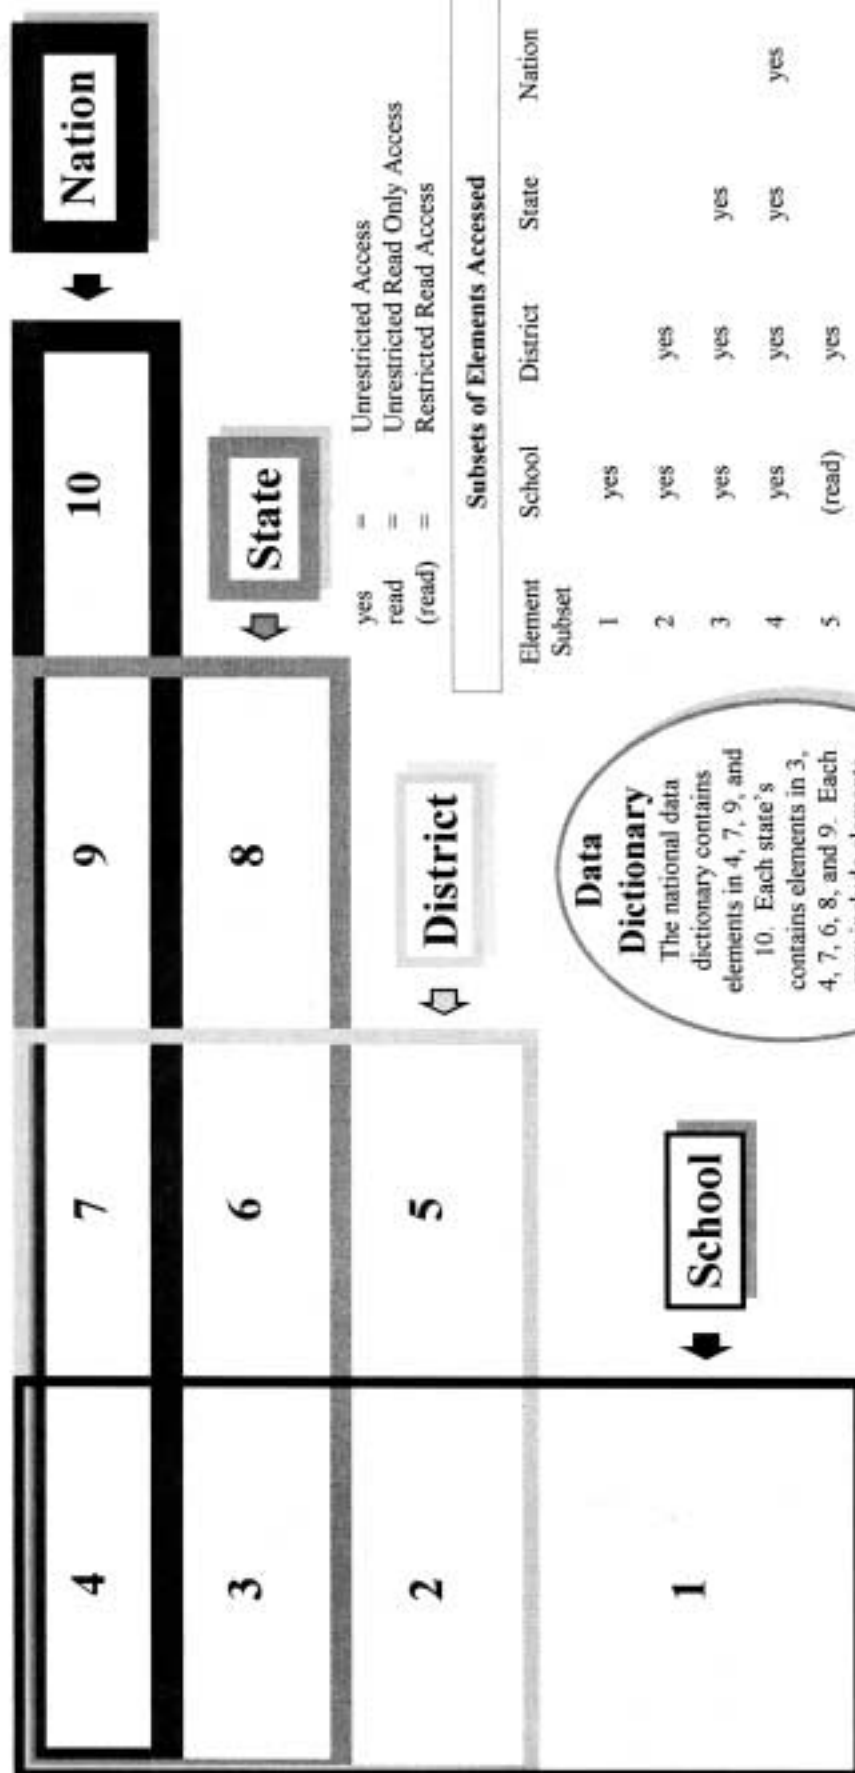 4
7
9
10
Nation
3
6
8
State
2
5
District
1
School
yes = Unrestricted Access
read = Unrestricted Read Only Access
(read) = Restricted Read Access
Subsets of Elements Accessed
Element Subset School District State Nation
1 yes
2 yes yes
3 yes yes yes
4 yes yes yes yes
5 (read) yes
Data
Dictionary
The national data
dictionary contains
elements in 4, 7, 9, and
10. Each state's
contains elements in 3,
4, 7, 6, 8, and 9. Each